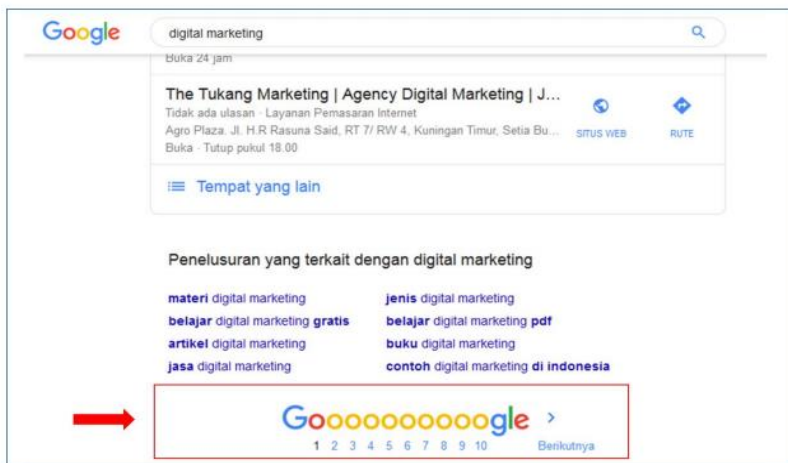 Google digital marketing
Buka 24 jam
The Tukang Marketing | Agency Digital Marketing | J...
Tidak ada ulasan · Layanan Pemasaran Internet
Agro Plaza. Jl. H.R Rasuna Said, RT 7/ RW 4, Kuningan Timur, Setia Bu...
Buka · Tutup pukul 18.00
SITUS WEB
RUTE
Tempat yang lain
Penelusuran yang terkait dengan digital marketing
materi digital marketing
jenis digital marketing
belajar digital marketing gratis
belajar digital marketing pdf
artikel digital marketing
buku digital marketing
jasa digital marketing
contoh digital marketing di indonesia
Goooooooooogle >
1 2 3 4 5 6 7 8 9 10 Berikutnya